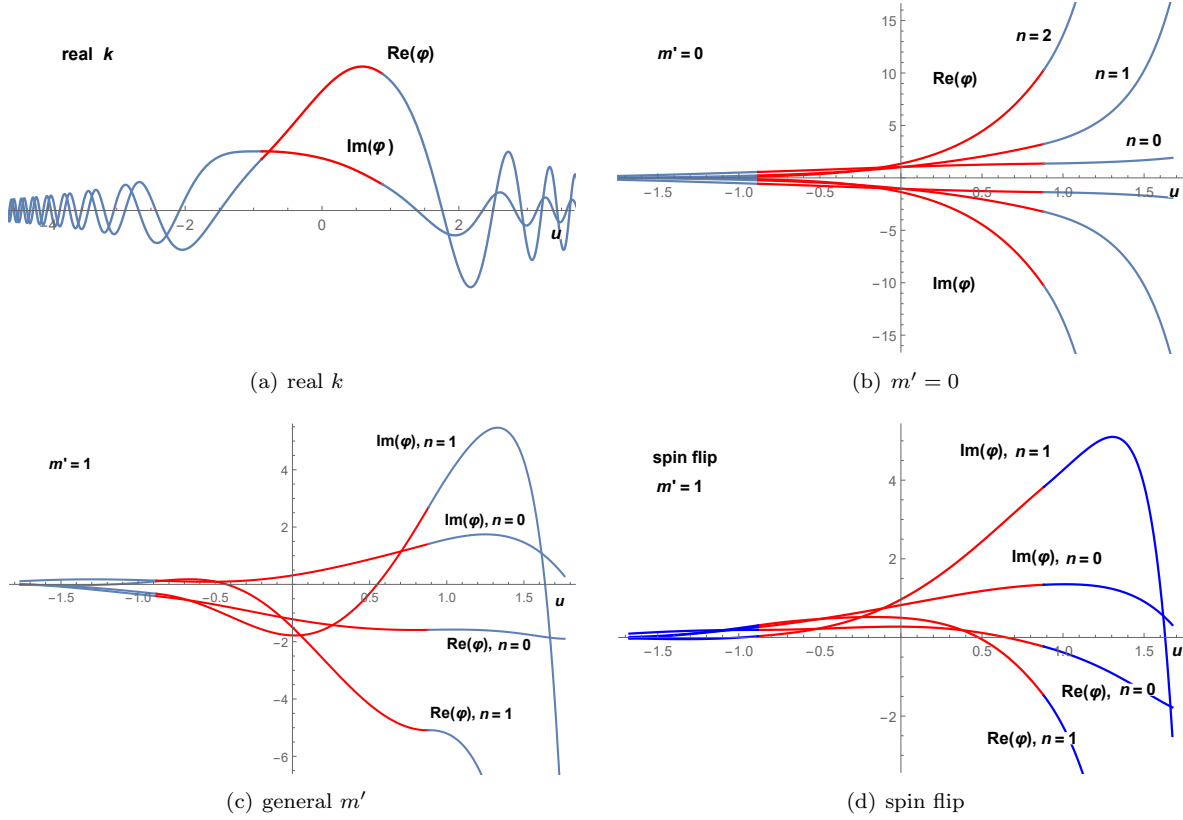 real k
Re(φ)
Im(φ)
−4
−2
0
2
u
(a) real k
m'=0
n=2
n=1
n=0
Re(φ)
Im(φ)
15
10
5
−5
−10
−15
−1.5
−1.0
−0.5
0.5
1.0
1.5
u
(b) m′ = 0
m'=1
Im(φ), n=1
Im(φ), n=0
Re(φ), n=0
Re(φ), n=1
4
2
−2
−4
−6
−1.5
−1.0
−0.5
0.5
1.0
1.5
u
(c) general m′
spin flip
m'=1
Im(φ), n=1
Im(φ), n=0
Re(φ), n=0
Re(φ), n=1
4
2
−2
−1.5
−1.0
−0.5
0.5
1.0
1.5
u
(d) spin flip